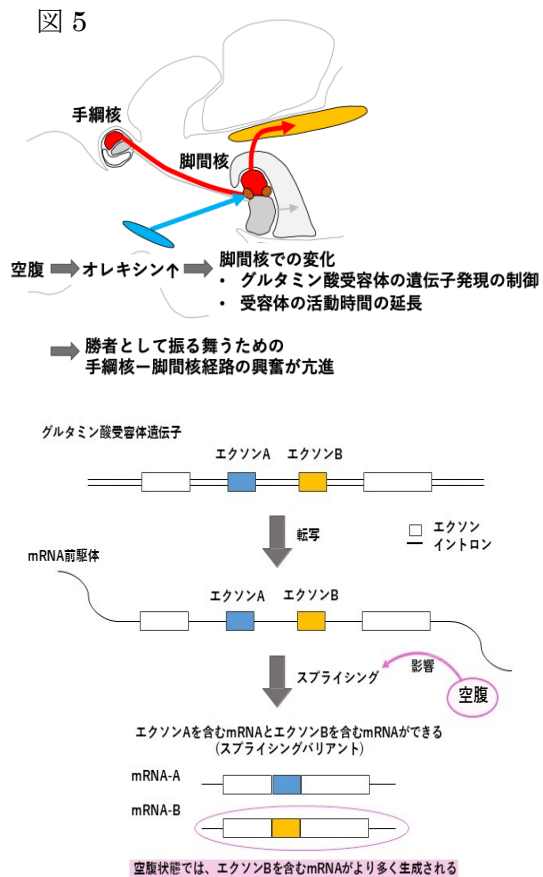 図 5
手綱核
脚間核
空腹
オレキシン↑
脚間核での変化
• グルタミン酸受容体の遺伝子発現の制御
• 受容体の活動時間の延長
勝者として振る舞うための
手綱核ー脚間核経路の興奮が亢進
グルタミン酸受容体遺伝子
エクソンA エクソンB
転写
エクソン
イントロン
mRNA前駆体
エクソンA エクソンB
スプライシング
影響
空腹
エクソンAを含むmRNAとエクソンBを含むmRNAができる
(スプライシングバリアント)
mRNA-A
mRNA-B
空腹状態では、エクソンBを含むmRNAがより多く生成される